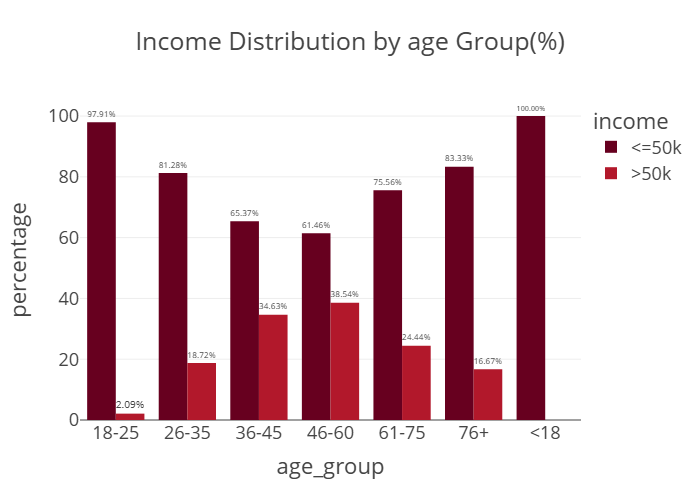 Income Distribution by age Group(%)
income
<=50k
>50k
percentage
100
80
60
40
20
0
97.91%
2.09%
81.28%
18.72%
65.37%
34.63%
61.46%
38.54%
75.56%
24.44%
83.33%
16.67%
100.00%
18-25 26-35 36-45 46-60 61-75 76+ <18
age_group